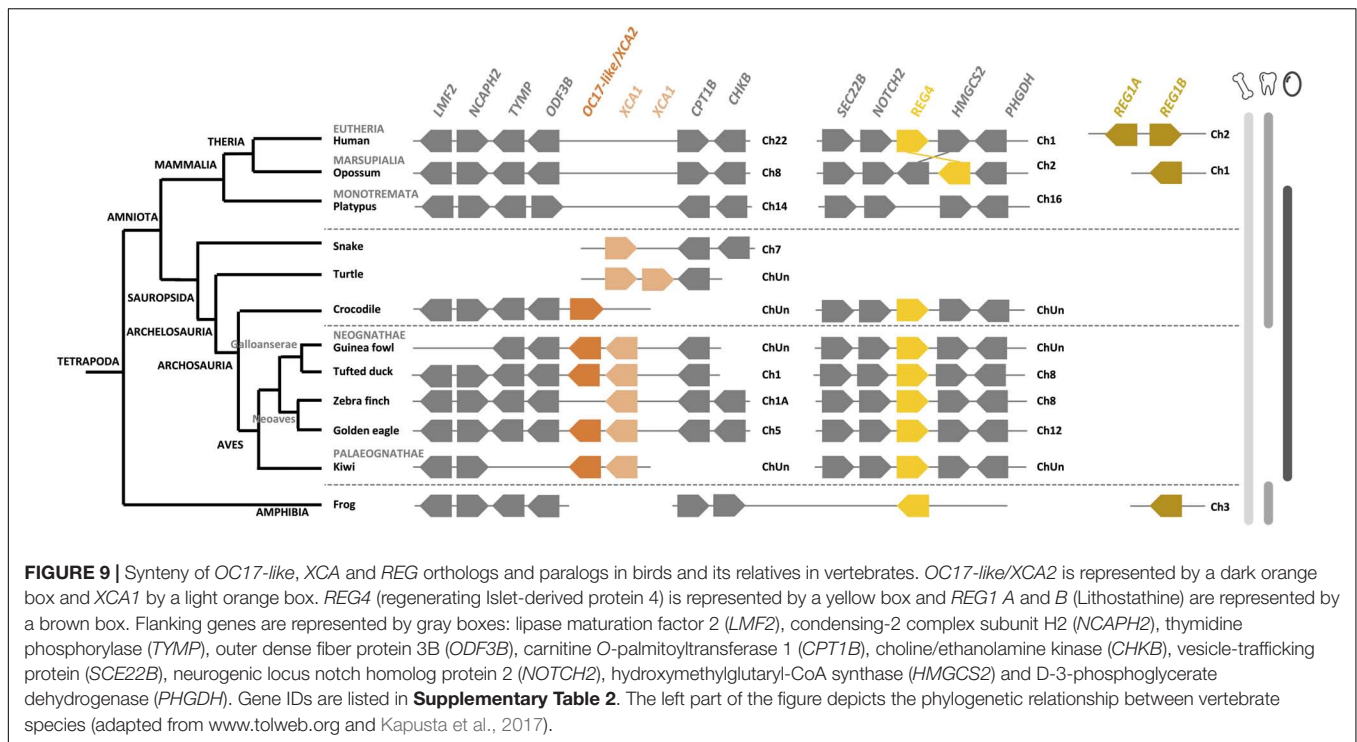 LMF2 NCAPH2 TYMP ODF3B OC17-like/XCA2 XCA1 XCA1 CPT1B CHKB SEC22B NOTCH2 REG4 HMGCS2 PHGDH REG1A REG1B
EUTHERIA
THERIA Human Ch22 Ch1 Ch2
MARSUPIALIA
MAMMALIA Opossum Ch8 Ch2 Ch1
MONOTREMATA
Platypus Ch14 Ch16
AMNIOTA
Snake Ch7
Turtle ChUn
SAUROPSIDA
Crocodile ChUn ChUn
ARCHELOSAURIA
NEOGNATHAE
Galloanserae Guinea fowl ChUn ChUn
TETRAPODA ARCHOSAURIA
Tufted duck Ch1 Ch8
Zebra finch Ch1A Ch8
Neoaves
Golden eagle Ch5 Ch12
AVES
PALAEOGNATHAE
Kiwi ChUn ChUn
Frog Ch3
AMPHIBIA
FIGURE 9 | Synteny of OC17-like, XCA and REG orthologs and paralogs in birds and its relatives in vertebrates. OC17-like/XCA2 is represented by a dark orange
box and XCA1 by a light orange box. REG4 (regenerating Islet-derived protein 4) is represented by a yellow box and REG1 A and B (Lithostathine) are represented by
a brown box. Flanking genes are represented by gray boxes: lipase maturation factor 2 (LMF2), condensing-2 complex subunit H2 (NCAPH2), thymidine
phosphorylase (TYMP), outer dense fiber protein 3B (ODF3B), carnitine O-palmitoyltransferase 1 (CPT1B), choline/ethanolamine kinase (CHKB), vesicle-trafficking
protein (SCE22B), neurogenic locus notch homolog protein 2 (NOTCH2), hydroxymethylglutaryl-CoA synthase (HMGCS2) and D-3-phosphoglycerate
dehydrogenase (PHGDH). Gene IDs are listed in Supplementary Table 2. The left part of the figure depicts the phylogenetic relationship between vertebrate
species (adapted from www.tolweb.org and Kapusta et al., 2017).